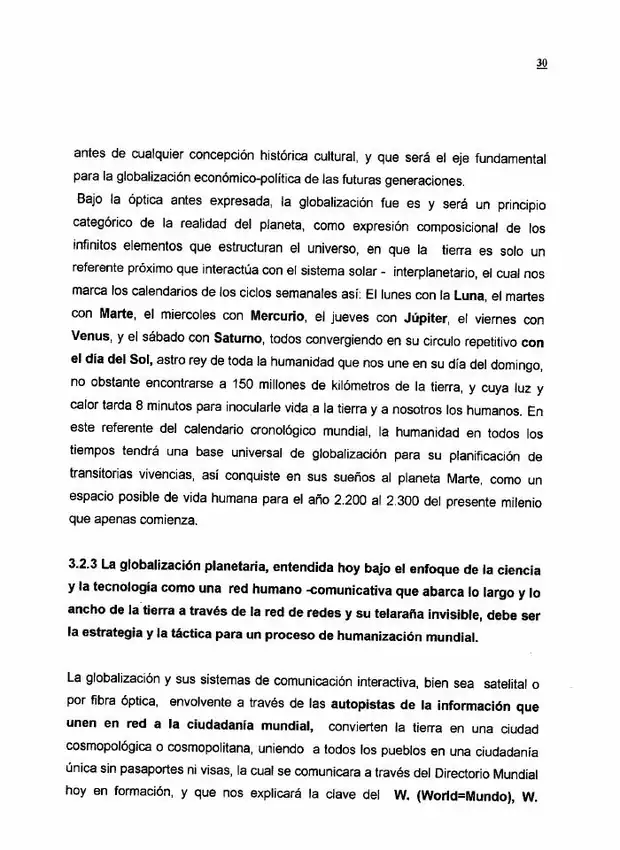 30
antes de cualquier concepción histórica cultural, y que será el eje fundamental
para la globalización económico-política de las futuras generaciones.
Bajo la óptica antes expresada, la globalización fue es y será un principio
categórico de la realidad del planeta, como expresión composicional de los
infinitos elementos que estructuran el universo, en que la tierra es solo un
referente próximo que interactúa con el sistema solar - interplanetario, el cual nos
marca los calendarios de los ciclos semanales así: El lunes con la Luna, el martes
con Marte, el miercoles con Mercurio, el jueves con Júpiter, el viernes con
Venus, y el sábado con Saturno, todos convergiendo en su circulo repetitivo con
el día del Sol, astro rey de toda la humanidad que nos une en su día del domingo,
no obstante encontrarse a 150 millones de kilómetros de la tierra, y cuya luz y
calor tarda 8 minutos para inocularle vida a la tierra y a nosotros los humanos. En
este referente del calendario cronológico mundial, la humanidad en todos los
tiempos tendrá una base universal de globalización para su planificación de
transitorias vivencias, así conquiste en sus sueños al planeta Marte, como un
espacio posible de vida humana para el año 2.200 al 2.300 del presente milenio
que apenas comienza.
3.2.3 La globalización planetaria, entendida hoy bajo el enfoque de la ciencia
y la tecnología como una red humano -comunicativa que abarca lo largo y lo
ancho de la tierra a través de la red de redes y su telaraña invisible, debe ser
la estrategia y la táctica para un proceso de humanización mundial.
La globalización y sus sistemas de comunicación interactiva, bien sea satelital o
por fibra óptica, envolvente a través de las autopistas de la información que
unen en red a la ciudadanía mundial, convierten la tierra en una ciudad
cosmopológica o cosmopolitana, uniendo a todos los pueblos en una ciudadanía
única sin pasaportes ni visas, la cual se comunicara a través del Directorio Mundial
hoy en formación, y que nos explicará la clave del W. (World=Mundo), W.